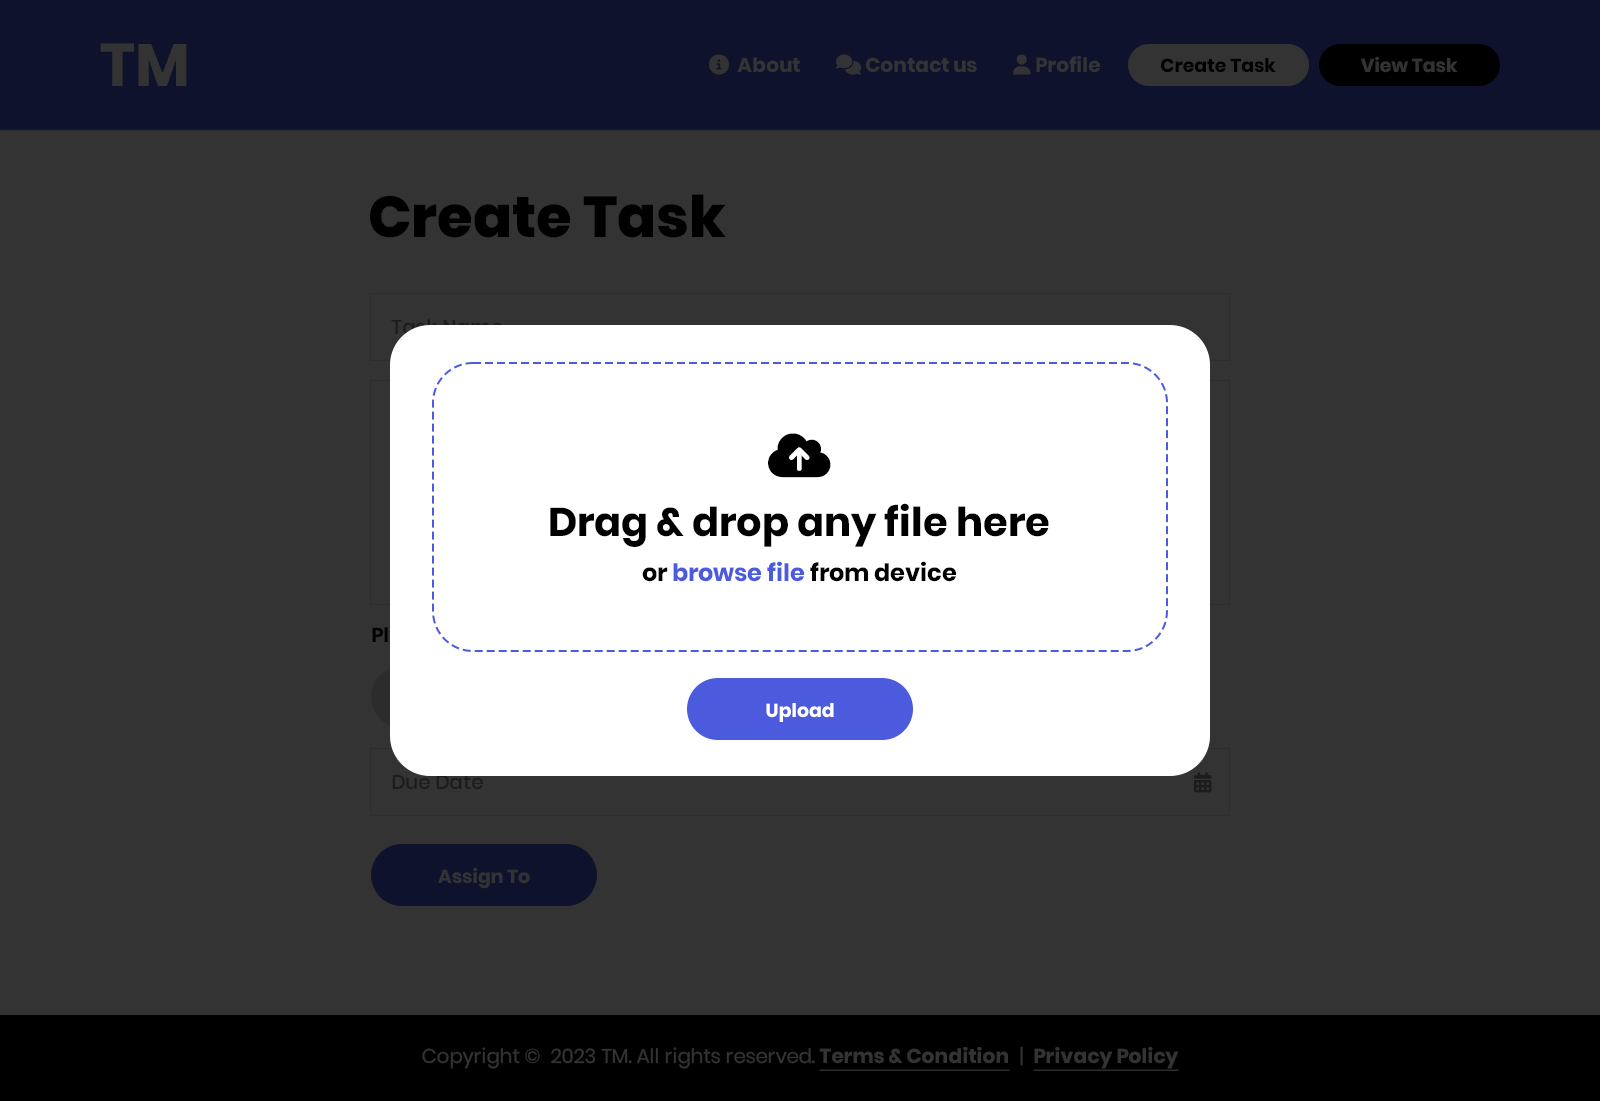 TM
About Contact us Profile Create Task View Task
Create Task
Task Name
Drag & drop any file here
or browse file from device
Upload
Due Date
Assign To
Copyright © 2023 TM. All rights reserved. Terms & Condition | Privacy Policy